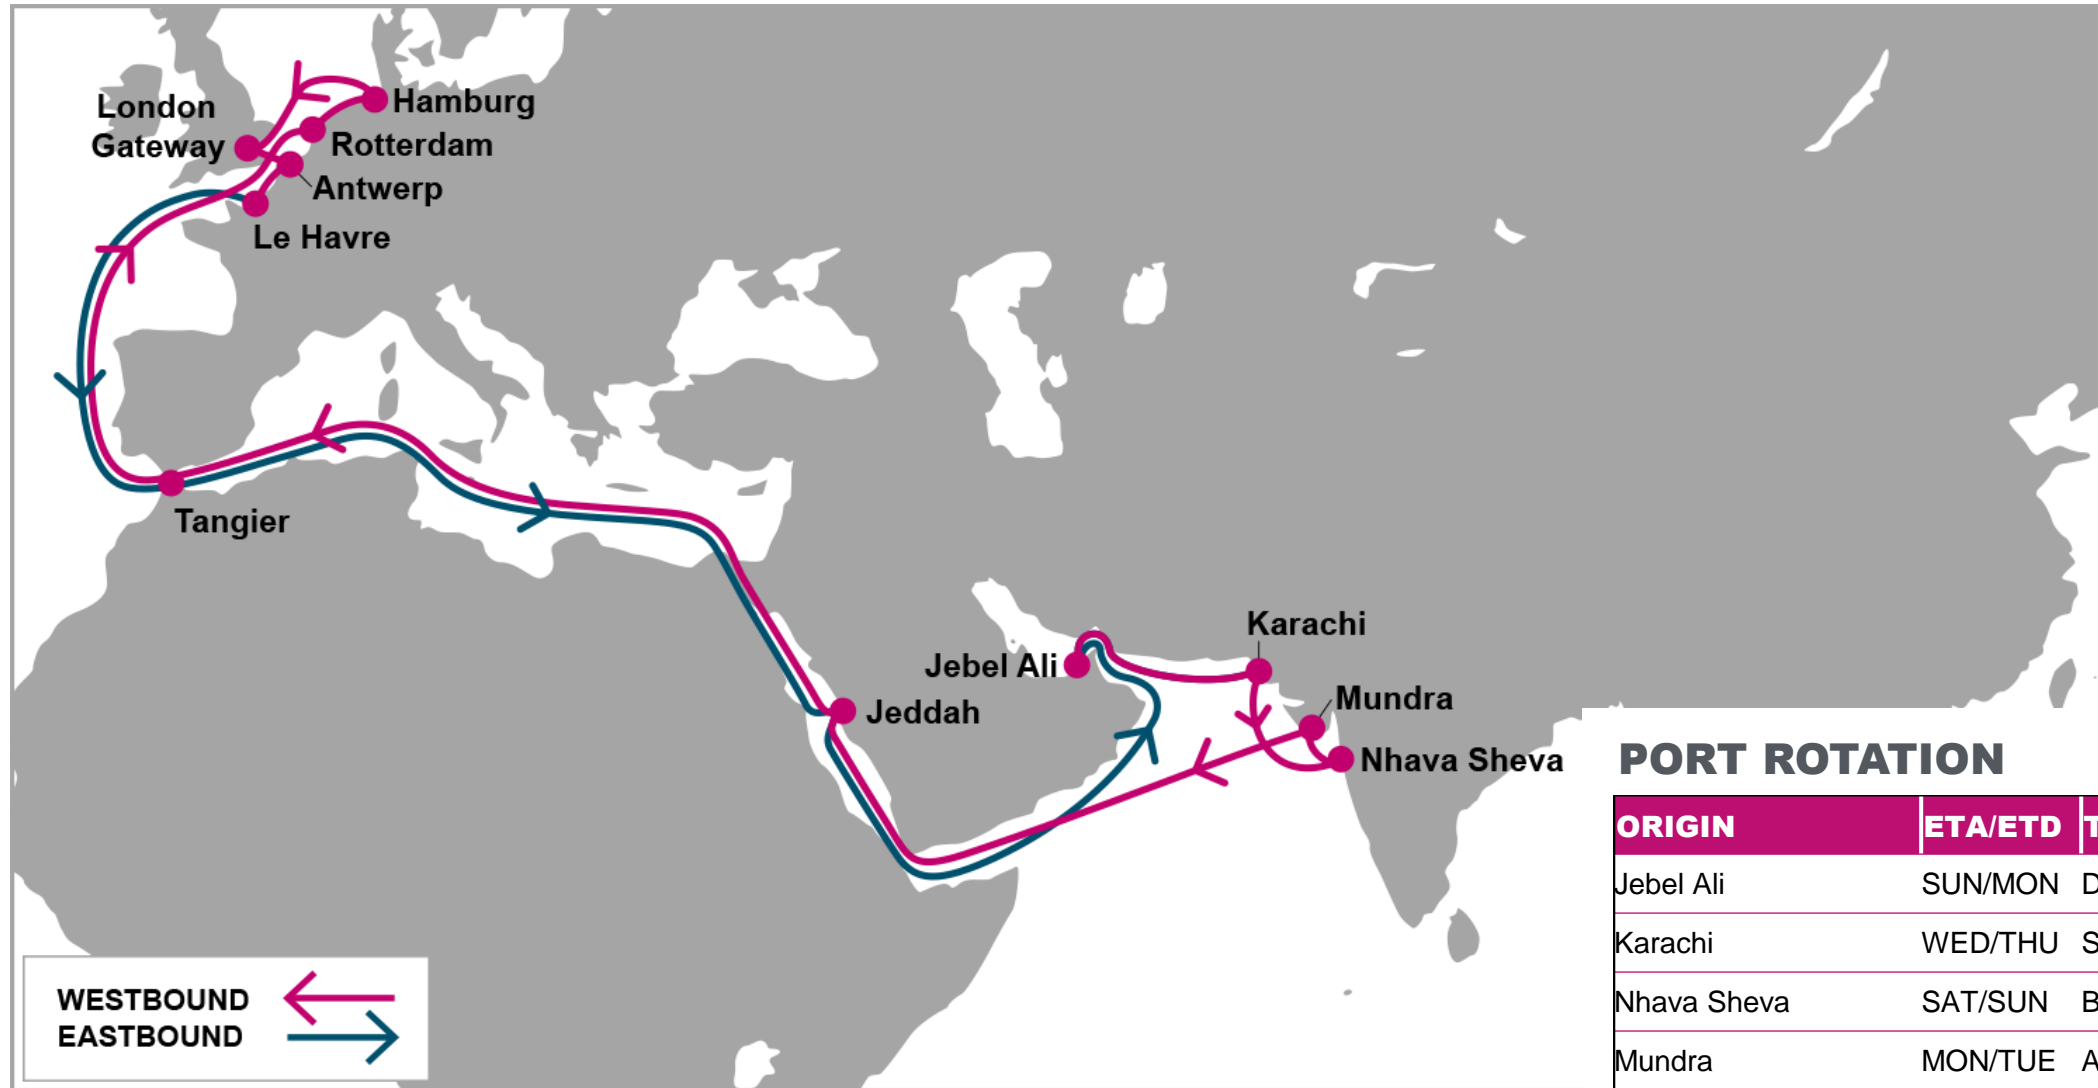 London
Gateway
Hamburg
Rotterdam
Antwerp
Le Havre
Tangier
Karachi
Jebel Ali
Jeddah
Mundra
Nhava Sheva
PORT ROTATION
ORIGIN ETA/ETD T
Jebel Ali SUN/MON D
Karachi WED/THU S
Nhava Sheva SAT/SUN B
Mundra MON/TUE A
WESTBOUND
EASTBOUND